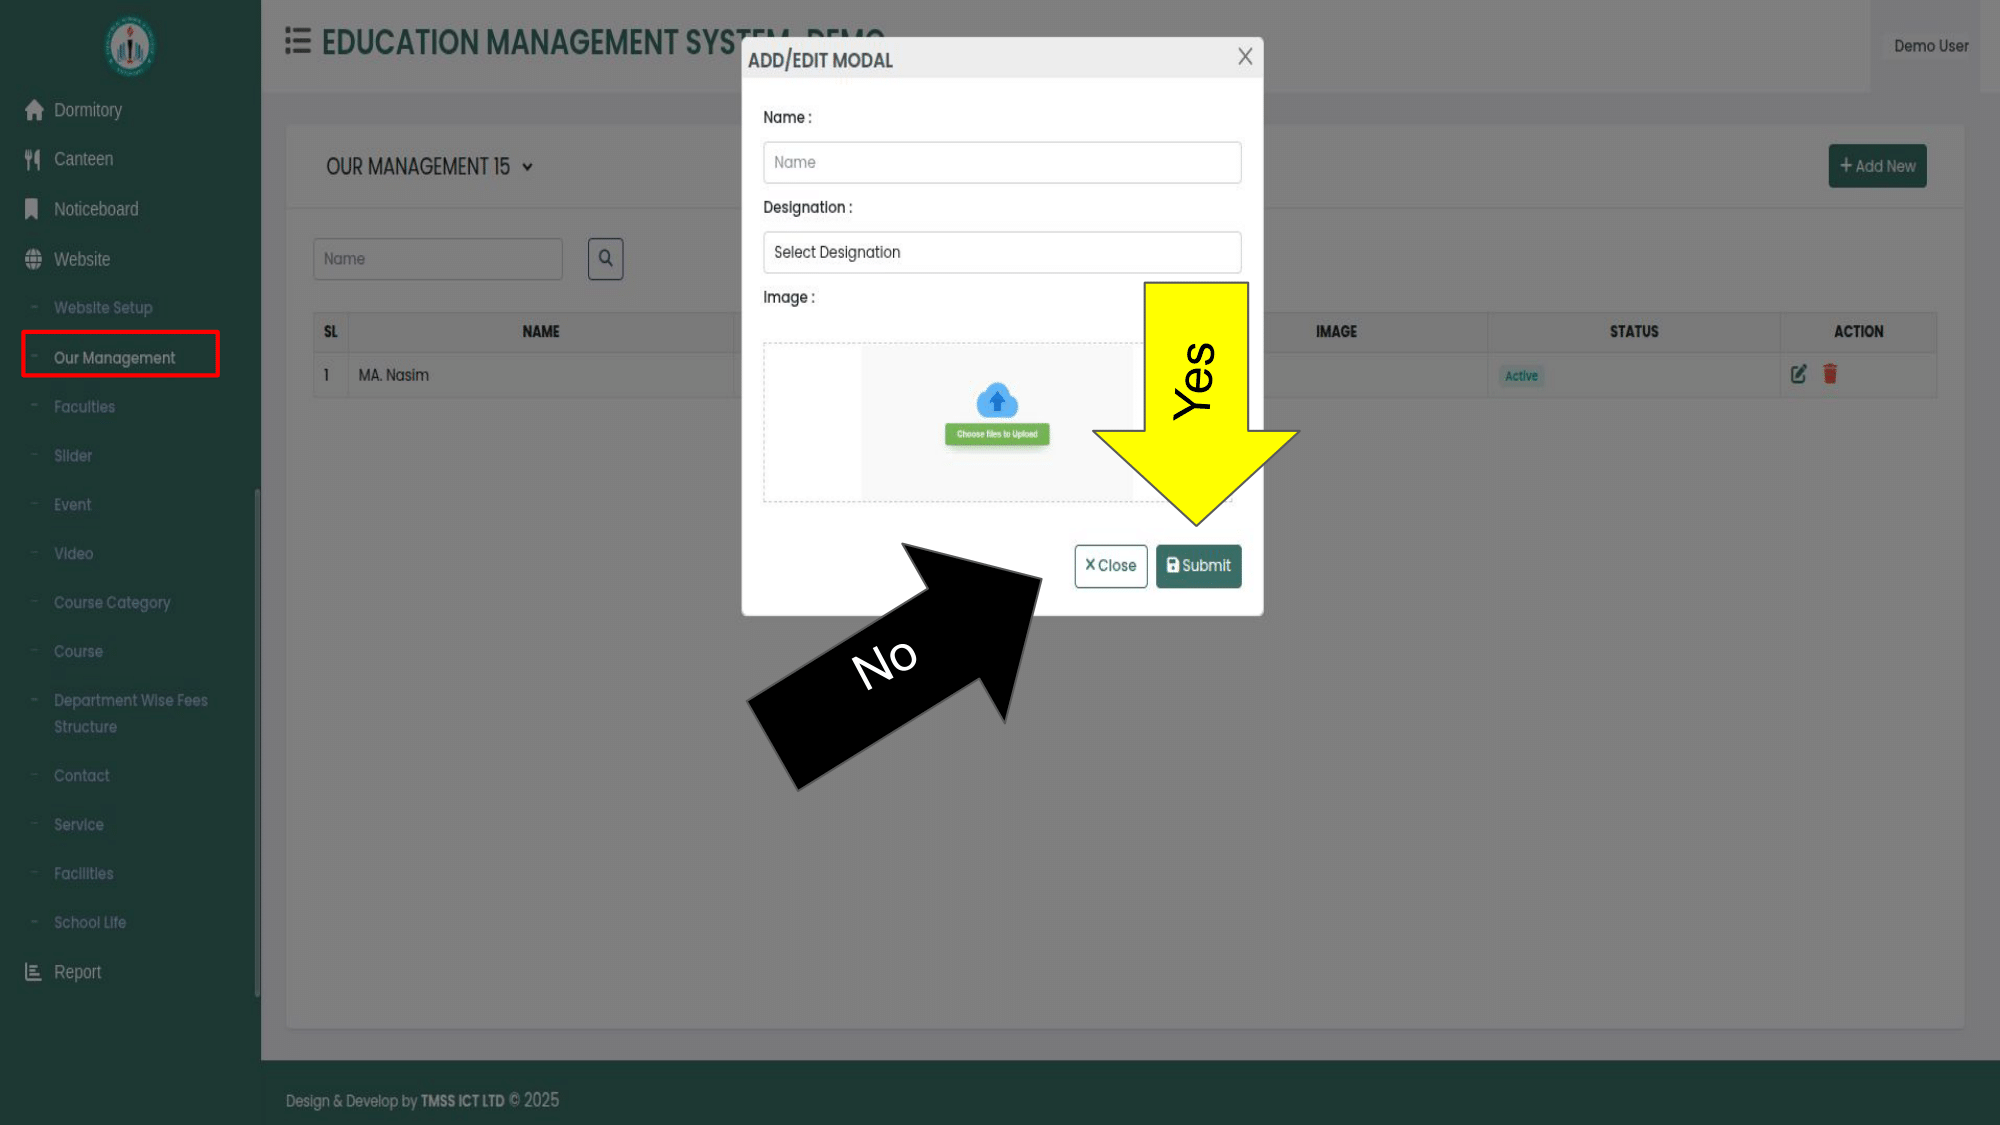 EDUCATION MANAGEMENT SYSTEM-DEMO
Demo User
Dormitory
Canteen
Noticeboard
Website
Website Setup
Our Management
Faculties
Slider
Event
Video
Course Category
Course
Department Wise Fees
Structure
Contact
Service
Facilities
School Life
Report
OUR MANAGEMENT 15
+ Add New
Name
SL NAME IMAGE STATUS ACTION
1 MA. Nasim Active
ADD/EDIT MODAL X
Name :
Name
Designation :
Select Designation
Image :
Choose files to Upload
Yes
X Close
Submit
No
Design & Develop by TMSS ICT LTD © 2025